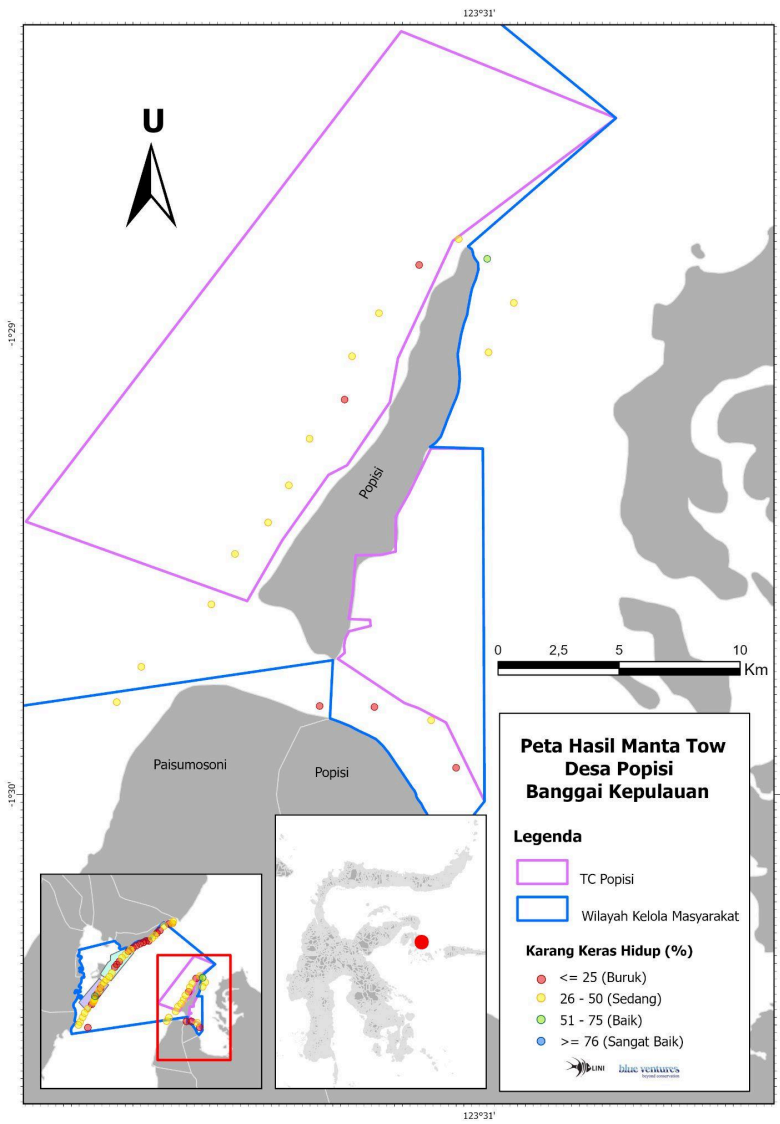 123°31'
U
-1°29'
Popisi
0 2,5 5 10
Km
Paisumosoni
Popisi
-1°30'
Peta Hasil Manta Tow
Desa Popisi
Banggai Kepulauan
Legenda
TC Popisi
Wilayah Kelola Masyarakat
Karang Keras Hidup (%)
<= 25 (Buruk)
26 - 50 (Sedang)
51 - 75 (Baik)
>= 76 (Sangat Baik)
LINI
blue ventures
beyond conservation
123°31'